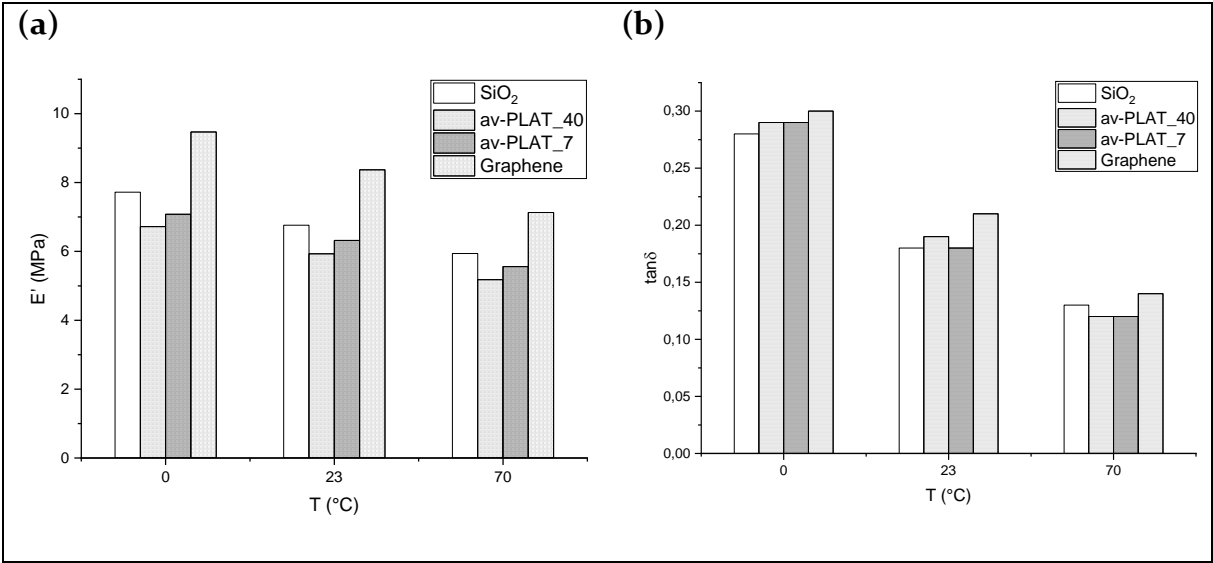 (a)
E' (MPa)
10
8
6
4
2
0
0
23
70
T (°C)
SiO₂
av-PLAT_40
av-PLAT_7
Graphene
(b)
tanδ
0,30
0,25
0,20
0,15
0,10
0,05
0,00
0
23
70
T (°C)
SiO₂
av-PLAT_40
av-PLAT_7
Graphene